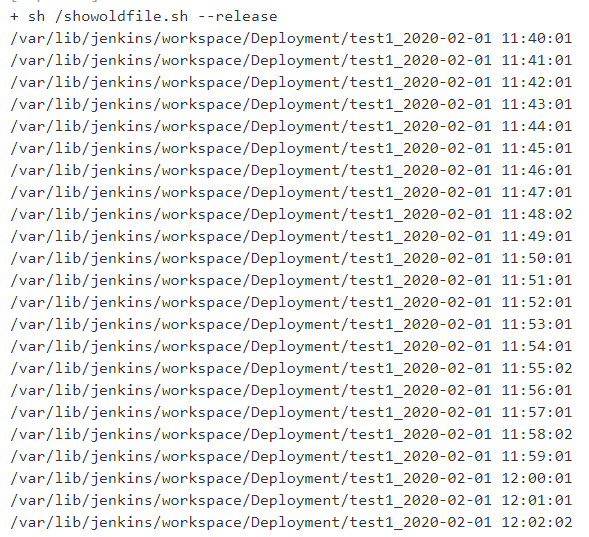 + sh /showoldfile.sh --release
/var/lib/jenkins/workspace/Deployment/test1_2020-02-01 11:40:01
/var/lib/jenkins/workspace/Deployment/test1_2020-02-01 11:41:01
/var/lib/jenkins/workspace/Deployment/test1_2020-02-01 11:42:01
/var/lib/jenkins/workspace/Deployment/test1_2020-02-01 11:43:01
/var/lib/jenkins/workspace/Deployment/test1_2020-02-01 11:44:01
/var/lib/jenkins/workspace/Deployment/test1_2020-02-01 11:45:01
/var/lib/jenkins/workspace/Deployment/test1_2020-02-01 11:46:01
/var/lib/jenkins/workspace/Deployment/test1_2020-02-01 11:47:01
/var/lib/jenkins/workspace/Deployment/test1_2020-02-01 11:48:02
/var/lib/jenkins/workspace/Deployment/test1_2020-02-01 11:49:01
/var/lib/jenkins/workspace/Deployment/test1_2020-02-01 11:50:01
/var/lib/jenkins/workspace/Deployment/test1_2020-02-01 11:51:01
/var/lib/jenkins/workspace/Deployment/test1_2020-02-01 11:52:01
/var/lib/jenkins/workspace/Deployment/test1_2020-02-01 11:53:01
/var/lib/jenkins/workspace/Deployment/test1_2020-02-01 11:54:01
/var/lib/jenkins/workspace/Deployment/test1_2020-02-01 11:55:02
/var/lib/jenkins/workspace/Deployment/test1_2020-02-01 11:56:01
/var/lib/jenkins/workspace/Deployment/test1_2020-02-01 11:57:01
/var/lib/jenkins/workspace/Deployment/test1_2020-02-01 11:58:02
/var/lib/jenkins/workspace/Deployment/test1_2020-02-01 11:59:01
/var/lib/jenkins/workspace/Deployment/test1_2020-02-01 12:00:01
/var/lib/jenkins/workspace/Deployment/test1_2020-02-01 12:01:01
/var/lib/jenkins/workspace/Deployment/test1_2020-02-01 12:02:02